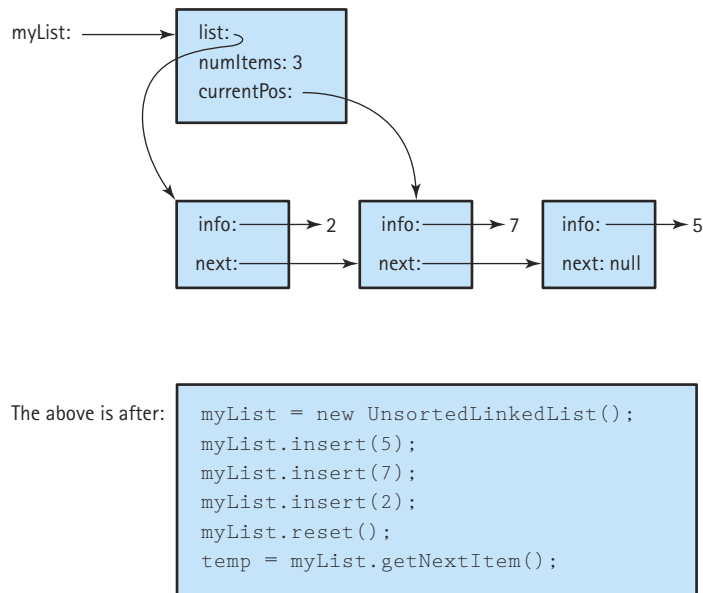 myList:
list:
numItems: 3
currentPos:
info: 2 info: 7 info: 5
next: next: next: null
The above is after:
myList = new UnsortedLinkedList();
myList.insert(5);
myList.insert(7);
myList.insert(2);
myList.reset();
temp = myList.getNextItem();